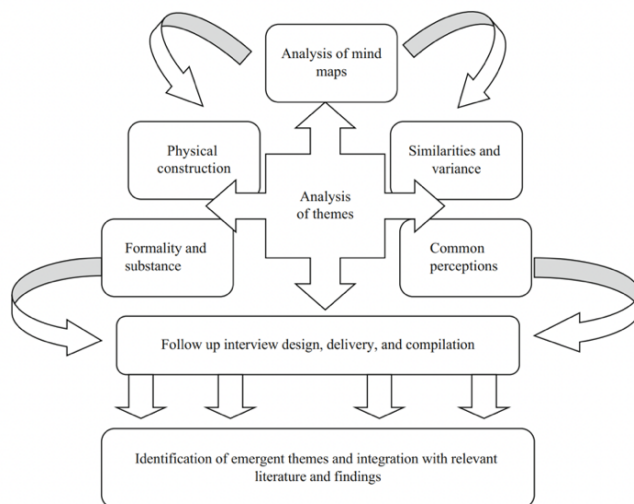 Analysis of mind
maps
Physical
construction
Similarities and
variance
Analysis
of themes
Formality and
substance
Common
perceptions
Follow up interview design, delivery, and compilation
Identification of emergent themes and integration with relevant
literature and findings